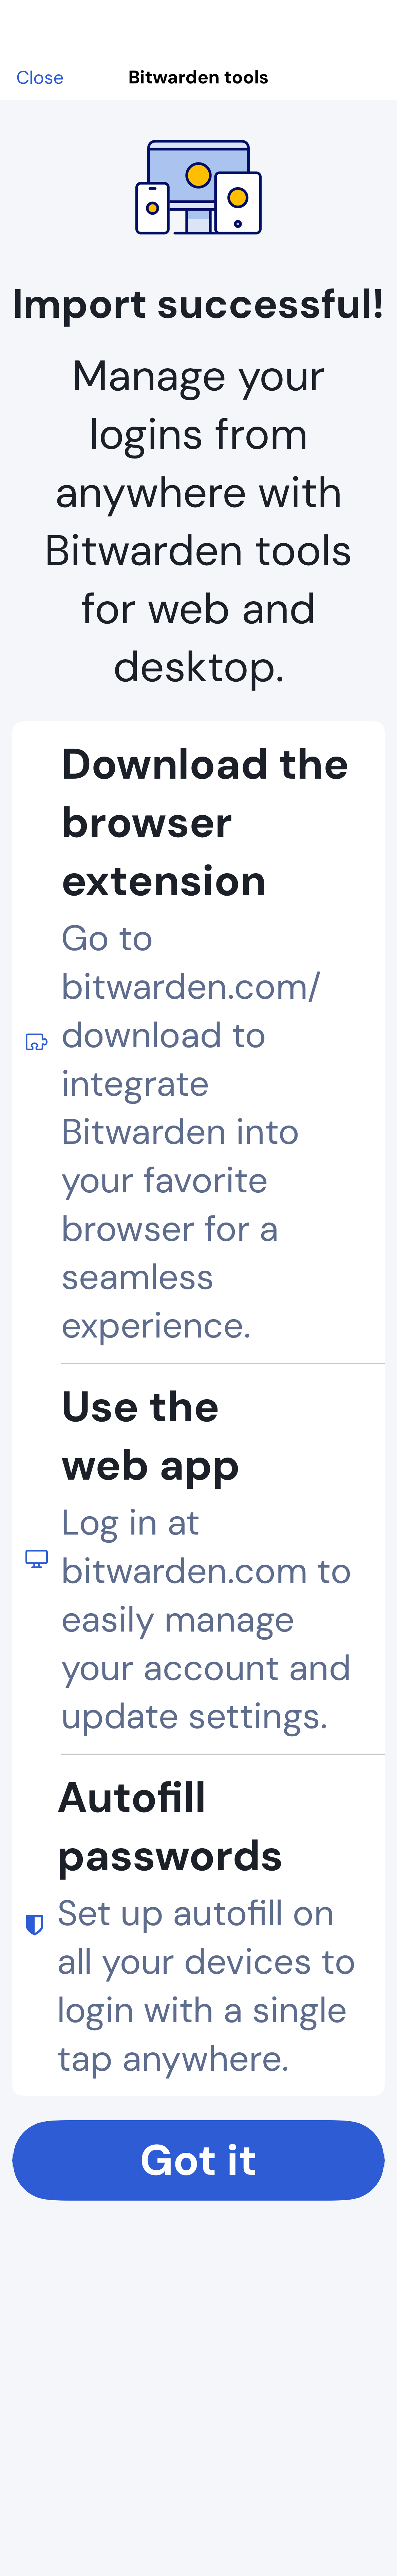 Close
Bitwarden tools
Import successful!
Manage your
logins from
anywhere with
Bitwarden tools
for web and
desktop.
Download the
browser
extension
Go to
bitwarden.com/
download to
integrate
Bitwarden into
your favorite
browser for a
seamless
experience.
Use the
web app
Log in at
bitwarden.com to
easily manage
your account and
update settings.
Autofill
passwords
Set up autofill on
all your devices to
login with a single
tap anywhere.
Got it